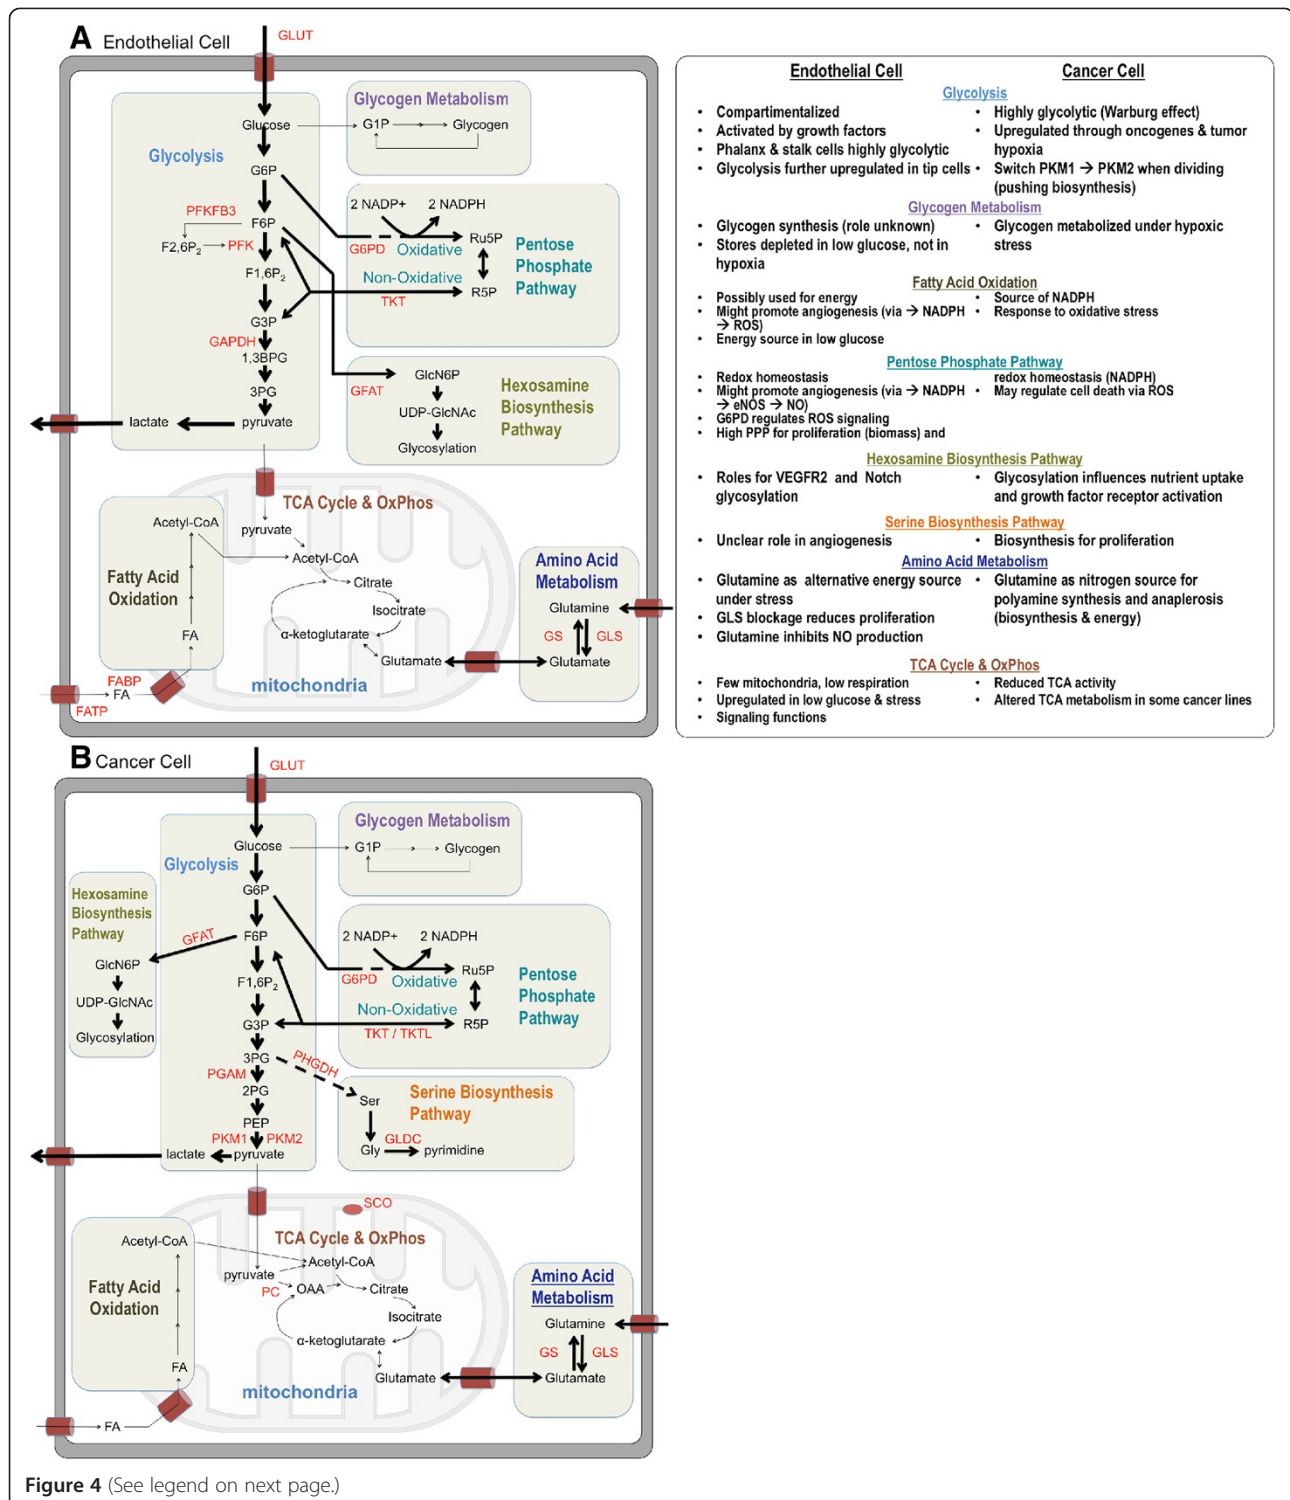 A Endothelial Cell
GLUT
Glycogen Metabolism
Glucose
G1P
Glycogen
Glycolysis
G6P
PFKFB3
F6P
F2,6P2
PFK
F1,6P2
G3P
GAPDH
1,3BPG
3PG
lactate
pyruvate
2 NADP+
2 NADPH
G6PD
Oxidative
Ru5P
Non-Oxidative
TKT
R5P
Pentose
Phosphate
Pathway
GFAT
GlcN6P
UDP-GlcNAc
Glycosylation
Hexosamine
Biosynthesis
Pathway
TCA Cycle & OxPhos
pyruvate
Acetyl-CoA
Acetyl-CoA
Citrate
Isocitrate
α-ketoglutarate
Glutamate
mitochondria
Fatty Acid
Oxidation
FA
FABP
FA
FATP
Amino Acid
Metabolism
Glutamine
GS
GLS
Glutamate
Endothelial Cell
Cancer Cell
Glycolysis
• Compartmentalized
• Activated by growth factors
• Phalanx & stalk cells highly glycolytic
• Glycolysis further upregulated in tip cells
• Highly glycolytic (Warburg effect)
• Upregulated through oncogenes & tumor
hypoxia
• Switch PKM1 → PKM2 when dividing
(pushing biosynthesis)
Glycogen Metabolism
• Glycogen synthesis (role unknown)
• Stores depleted in low glucose, not in
hypoxia
• Glycogen metabolized under hypoxic
stress
Fatty Acid Oxidation
• Possibly used for energy
• Might promote angiogenesis (via → NADPH
→ ROS)
• Energy source in low glucose
• Source of NADPH
• Response to oxidative stress
Pentose Phosphate Pathway
• Redox homeostasis
• Might promote angiogenesis (via → NADPH
→ eNOS → NO)
• G6PD regulates ROS signaling
• High PPP for proliferation (biomass) and
redox homeostasis (NADPH)
• May regulate cell death via ROS
Hexosamine Biosynthesis Pathway
• Roles for VEGFR2 and Notch
glycosylation
• Glycosylation influences nutrient uptake
and growth factor receptor activation
Serine Biosynthesis Pathway
• Unclear role in angiogenesis
• Biosynthesis for proliferation
Amino Acid Metabolism
• Glutamine as alternative energy source
under stress
• GLS blockage reduces proliferation
• Glutamine inhibits NO production
• Glutamine as nitrogen source for
polyamine synthesis and anaplerosis
(biosynthesis & energy)
TCA Cycle & OxPhos
• Few mitochondria, low respiration
• Upregulated in low glucose & stress
• Signaling functions
• Reduced TCA activity
• Altered TCA metabolism in some cancer lines
B Cancer Cell
GLUT
Glycogen Metabolism
Glucose
G1P
Glycogen
Glycolysis
G6P
Hexosamine
Biosynthesis
Pathway
GFAT
F6P
GlcN6P
UDP-GlcNAc
Glycosylation
F1,6P2
G3P
3PG
PGAM
2PG
PEP
PKM1
PKM2
lactate
pyruvate
2 NADP+
2 NADPH
G6PD
Oxidative
Ru5P
Non-Oxidative
TKT / TKTL
R5P
Pentose
Phosphate
Pathway
PHGDH
Serine Biosynthesis
Pathway
Ser
GLDC
Gly
pyrimidine
SCO
TCA Cycle & OxPhos
Acetyl-CoA
Acetyl-CoA
pyruvate
PC
OAA
Citrate
Isocitrate
α-ketoglutarate
Glutamate
mitochondria
Fatty Acid
Oxidation
FA
FA
Amino Acid
Metabolism
Glutamine
GS
GLS
Glutamate
Figure 4 (See legend on next page.)